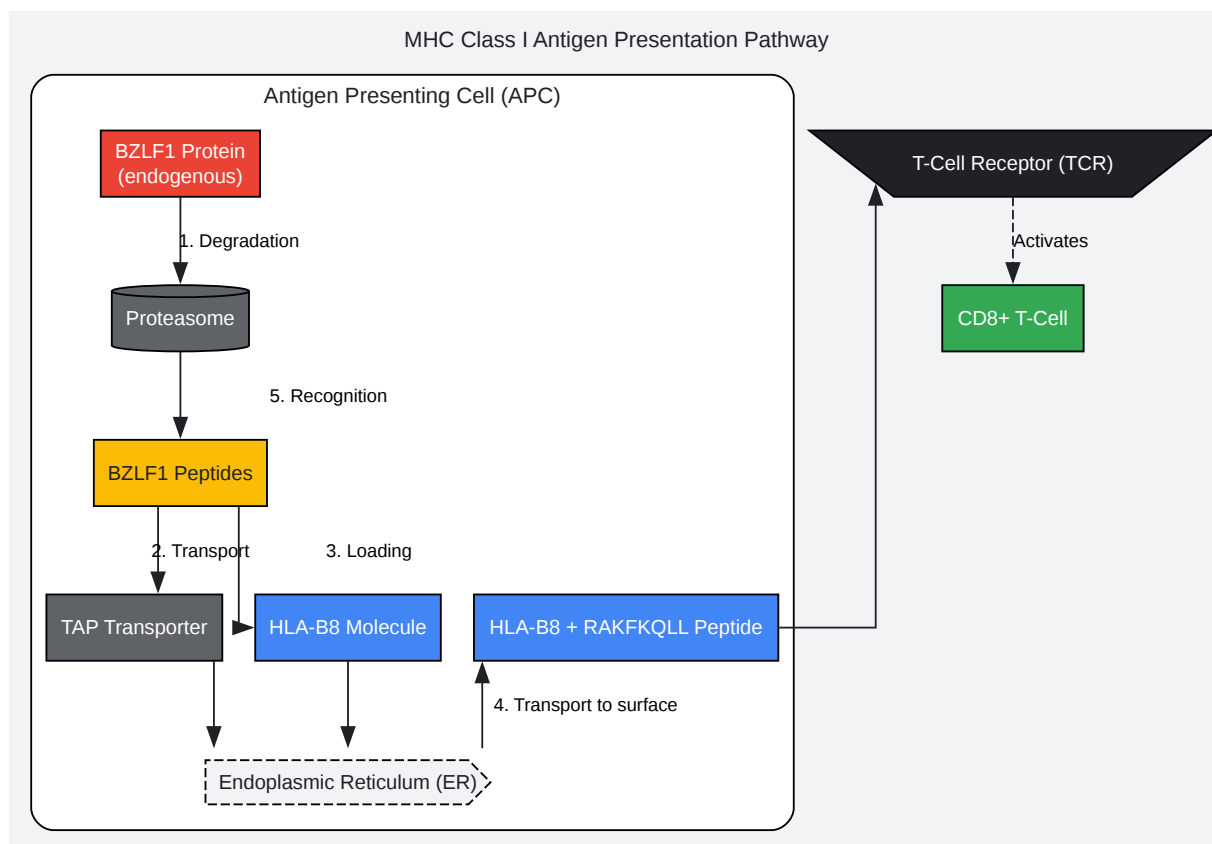 MHC Class I Antigen Presentation Pathway
Antigen Presenting Cell (APC)
BZLF1 Protein
(endogenous)
T-Cell Receptor (TCR)
1. Degradation
Activates
Proteasome
CD8+ T-Cell
5. Recognition
BZLF1 Peptides
2. Transport
3. Loading
TAP Transporter
HLA-B8 Molecule
HLA-B8 + RAKFKQLL Peptide
4. Transport to surface
Endoplasmic Reticulum (ER)